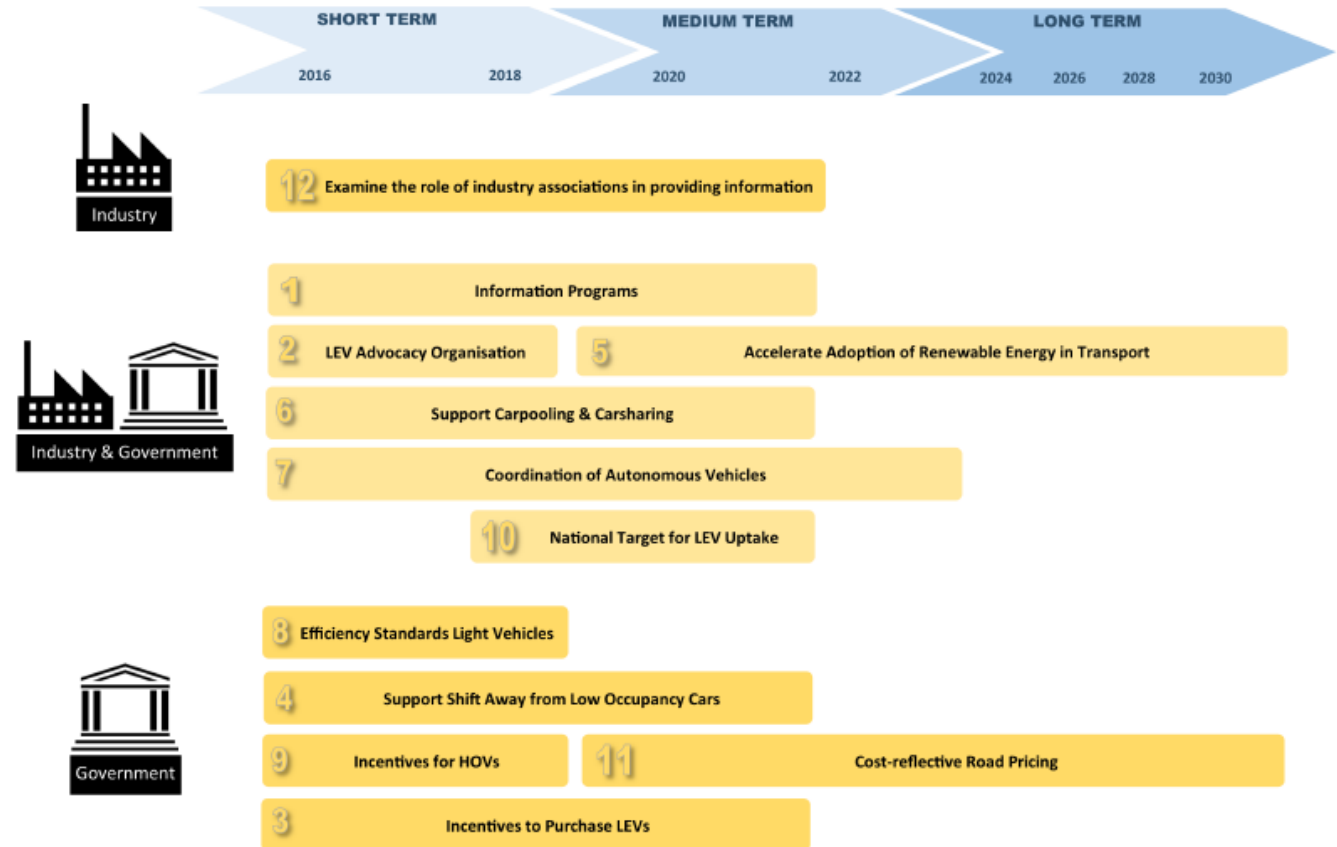 SHORT TERM MEDIUM TERM LONG TERM
2016 2018 2020 2022 2024 2026 2028 2030
Industry
12 Examine the role of industry associations in providing information
Industry & Government
1 Information Programs
2 LEV Advocacy Organisation
5 Accelerate Adoption of Renewable Energy in Transport
6 Support Carpooling & Carsharing
7 Coordination of Autonomous Vehicles
10 National Target for LEV Uptake
Government
8 Efficiency Standards Light Vehicles
4 Support Shift Away from Low Occupancy Cars
9 Incentives for HOVs
11 Cost-reflective Road Pricing
3 Incentives to Purchase LEVs